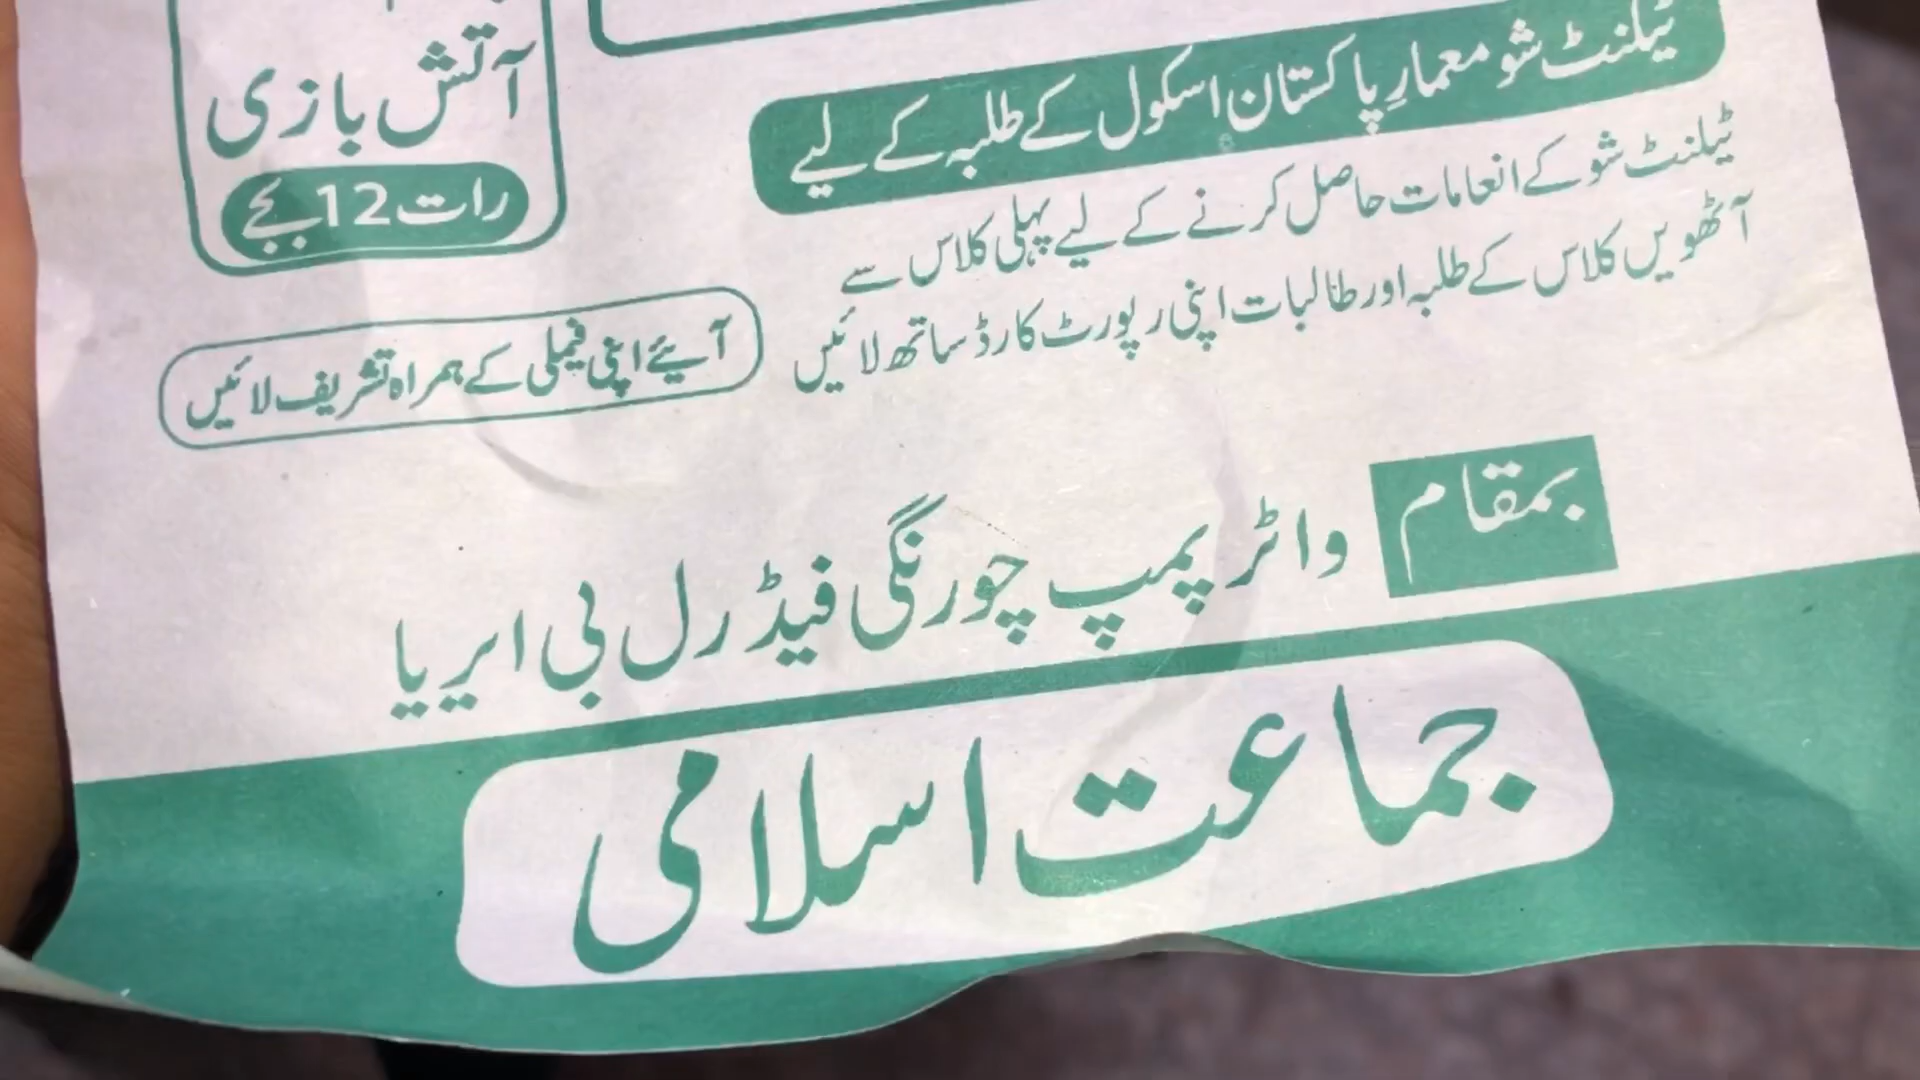 ٹیلنٹ شو معمارِ پاکستان اسکول کے طلبہ کے لیے
ٹیلنٹ شو کے انعامات حاصل کرنے کے لیے پہلی کلاس سے
آٹھویں کلاس کے طلبہ اور طالبات اپنی رپورٹ کارڈ ساتھ لائیں
آتش بازی
رات 12 بجے
آیئے اپنی فیملی کے ہمراہ تشریف لائیں
بمقام
واٹر پمپ چورنگی فیڈرل بی ایریا
جماعت اسلامی